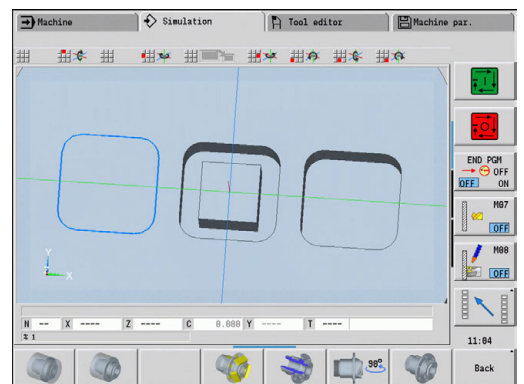 Machine Simulation Tool editor Machine par.
END PGM
OFF
OFF ON
M07
OFF
M08
OFF
Y
Z X
N -- X ---- Z ---- C 0.000 Y ---- T ----
% 1
11:04
90°
Back